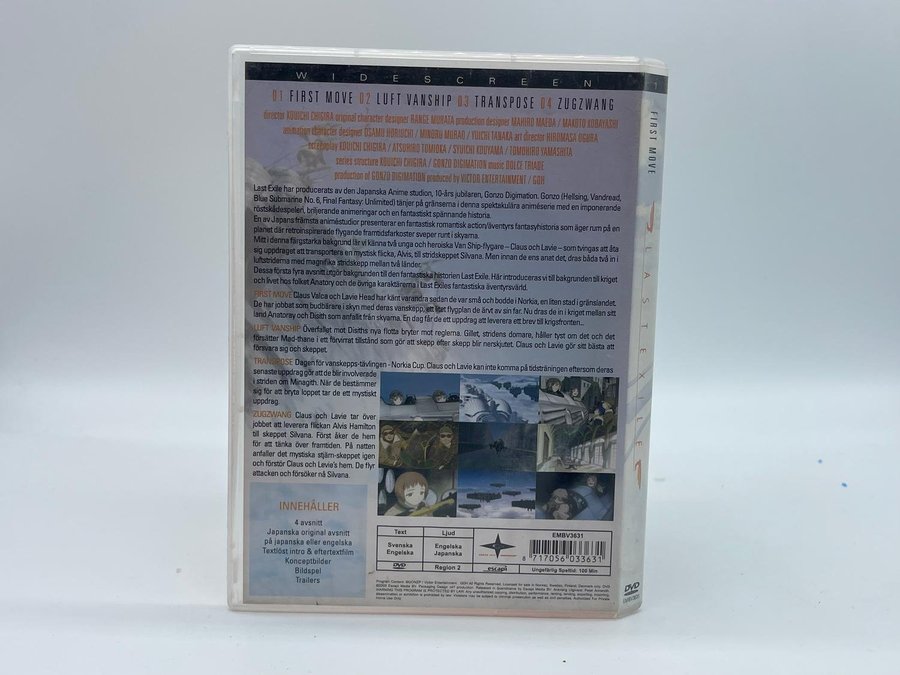 WIDESCREEN
01 FIRST MOVE 02 LUFT VANSHIP 03 TRANSPOSE 04 ZUGZWANG
director KOUICHI CHIGIRA original character designer RANGE MURATA production designer MAHIRO MAEDA / MAKOTO KOBAYASHI
animation character designer OSAMU HORIUCHI / MINORU MURAO / YUICHI TANAKA art director HIROMASA OGURA
screenplay KOUICHI CHIGIRA / ATSUHIRO TOMIOKA / SYUICHI KOUYAMA / TOMOHIRO YAMASHITA
series structure KOUICHI CHIGIRA / GONZO DIGIMATION music DOLCE TRIADE
production of GONZO DIGIMATION produced by VICTOR ENTERTAINMENT / GDH
Last Exile har producerats av den Japanska Anime studion, 10-års jubilaren, Gonzo Digimation. Gonzo (Hellsing, Vandread,
Blue Submarine No. 6, Final Fantasy: Unlimited) tänjer på gränserna i denna spektakulära animéserie med en imponerande
röstskådespeleri, briljerande animeringar och en fantastiskt spännande historia.
En av Japans främsta animéstudior presenterar en fantastisk romantisk action/äventyrs fantasyhistoria som äger rum på en
planet där retroinspirerade flygande framtidsfarkoster sveper runt i skyarna.
Mitt i denna färgstarka bakgrund lär vi känna två unga och heroiska Van Ship-flygare – Claus och Lavie – som tvingas att åta
sig uppdraget att transportera en mystisk flicka, Alvis, till stridskeppet Silvana. Men innan de ens anat det, dras båda två in i
luftstriderna med magnifika stridskepp mellan två länder.
Dessa första fyra avsnitt utgör bakgrunden till den fantastiska historien Last Exile. Här introduceras vi till bakgrunden till kriget
och livet hos folket Anatory och de övriga karaktärerna i Last Exiles fantastiska äventyrsvärld.
FIRST MOVE Claus Valca och Lavie Head har känt varandra sedan de var små och bodde i Norkia, en liten stad i gränslandet.
De har jobbat som budbärare i skyn med deras vanskepp, ett litet flygplan de ärvt av sin far. Nu dras de in i kriget mellan sitt
land Anatoray och Disith som anfallit från skyarna. En dag får de ett uppdrag att leverera ett brev till krigsfronten...
LUFT VANSHIP Överfallet mot Disiths nya flotta bryter mot reglerna. Gillet, stridens domare, håller tyst om det och det
försätter Mad-thane i ett förvirrat tillstånd som gör att skepp efter skepp blir nerskjutet. Claus och Lavie gör sitt bästa att
försvara sig och skeppet.
TRANSPOSE Dagen för vanskepps-tävlingen - Norkia Cup. Claus och Lavie kan inte komma på tidsträningen eftersom deras
senaste uppdrag gör att de blir involverade
i striden om Minagith. När de bestämmer
sig för att bryta loppet tar de ett mystiskt
uppdrag.
ZUGZWANG Claus och Lavie tar över
jobbet att leverera flickan Alvis Hamilton
till skeppet Silvana. Först åker de hem
för att tänka över framtiden. På natten
anfaller det mystiska stjärn-skeppet igen
och förstör Claus och Levie's hem. De flyr
attacken och försöker nå Silvana.
INNEHÅLLER
4 avsnitt
Japanska original avsnitt
på japanska eller engelska
Textlöst intro & eftertextfilm
Konceptbilder
Bildspel
Trailers
Text Ljud
Svenska Engelska
Engelska Japanska
DVD Region 2
escapi
EMBV3631
8 717056 033631
Ungefärlig Speltid: 100 Min
1
FIRST MOVE
LAST EXILE
DVD
EMBV3631